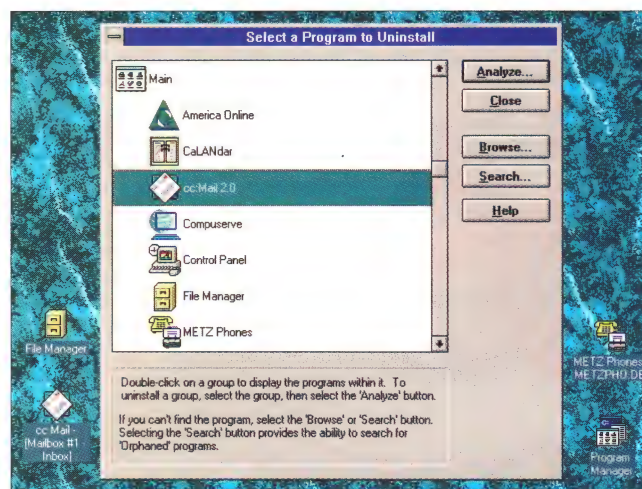 Select a Program to Uninstall
Main
America Online
CaLANdar
cc:Mail 2.0
Compuserve
Control Panel
File Manager
METZ Phones
Analyze...
Close
Browse...
Search...
Help
Double-click on a group to display the programs within it. To
uninstall a group, select the group, then select the 'Analyze' button.
If you can't find the program, select the 'Browse' or 'Search' button.
Selecting the 'Search' button provides the ability to search for
'Orphaned' programs.
File Manager
cc:Mail -
[Mailbox #1 -
Inbox]
METZ Phones
METZPHO.DE
Program
Manager